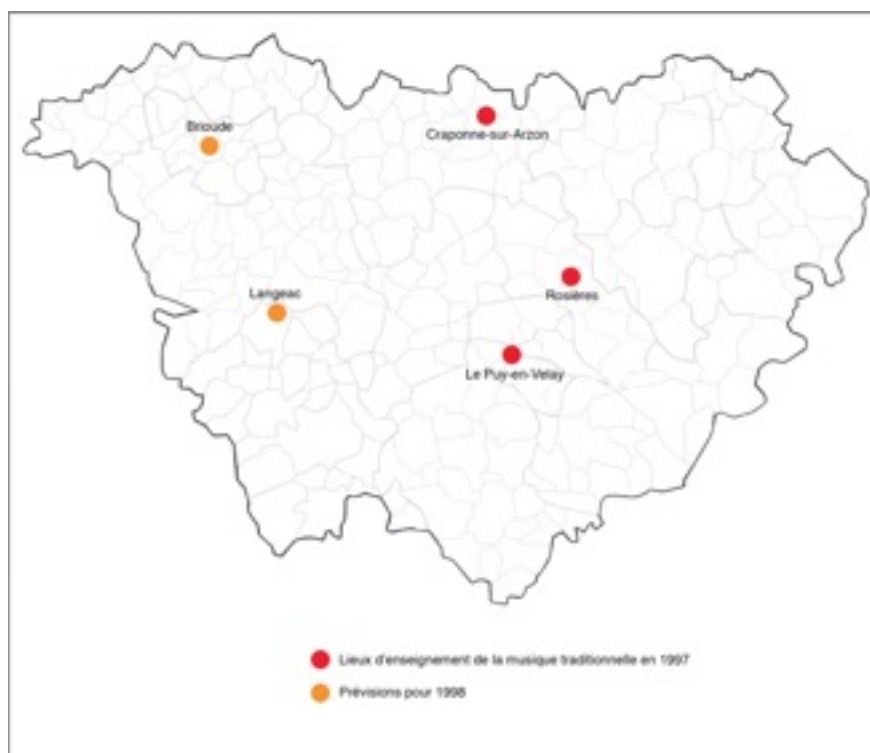 Brioude
Craponne-sur-Arzon
Langeac
Rosières
Le Puy-en-Velay
Lieux d'enseignement de la musique traditionnelle en 1997
Prévisions pour 1998